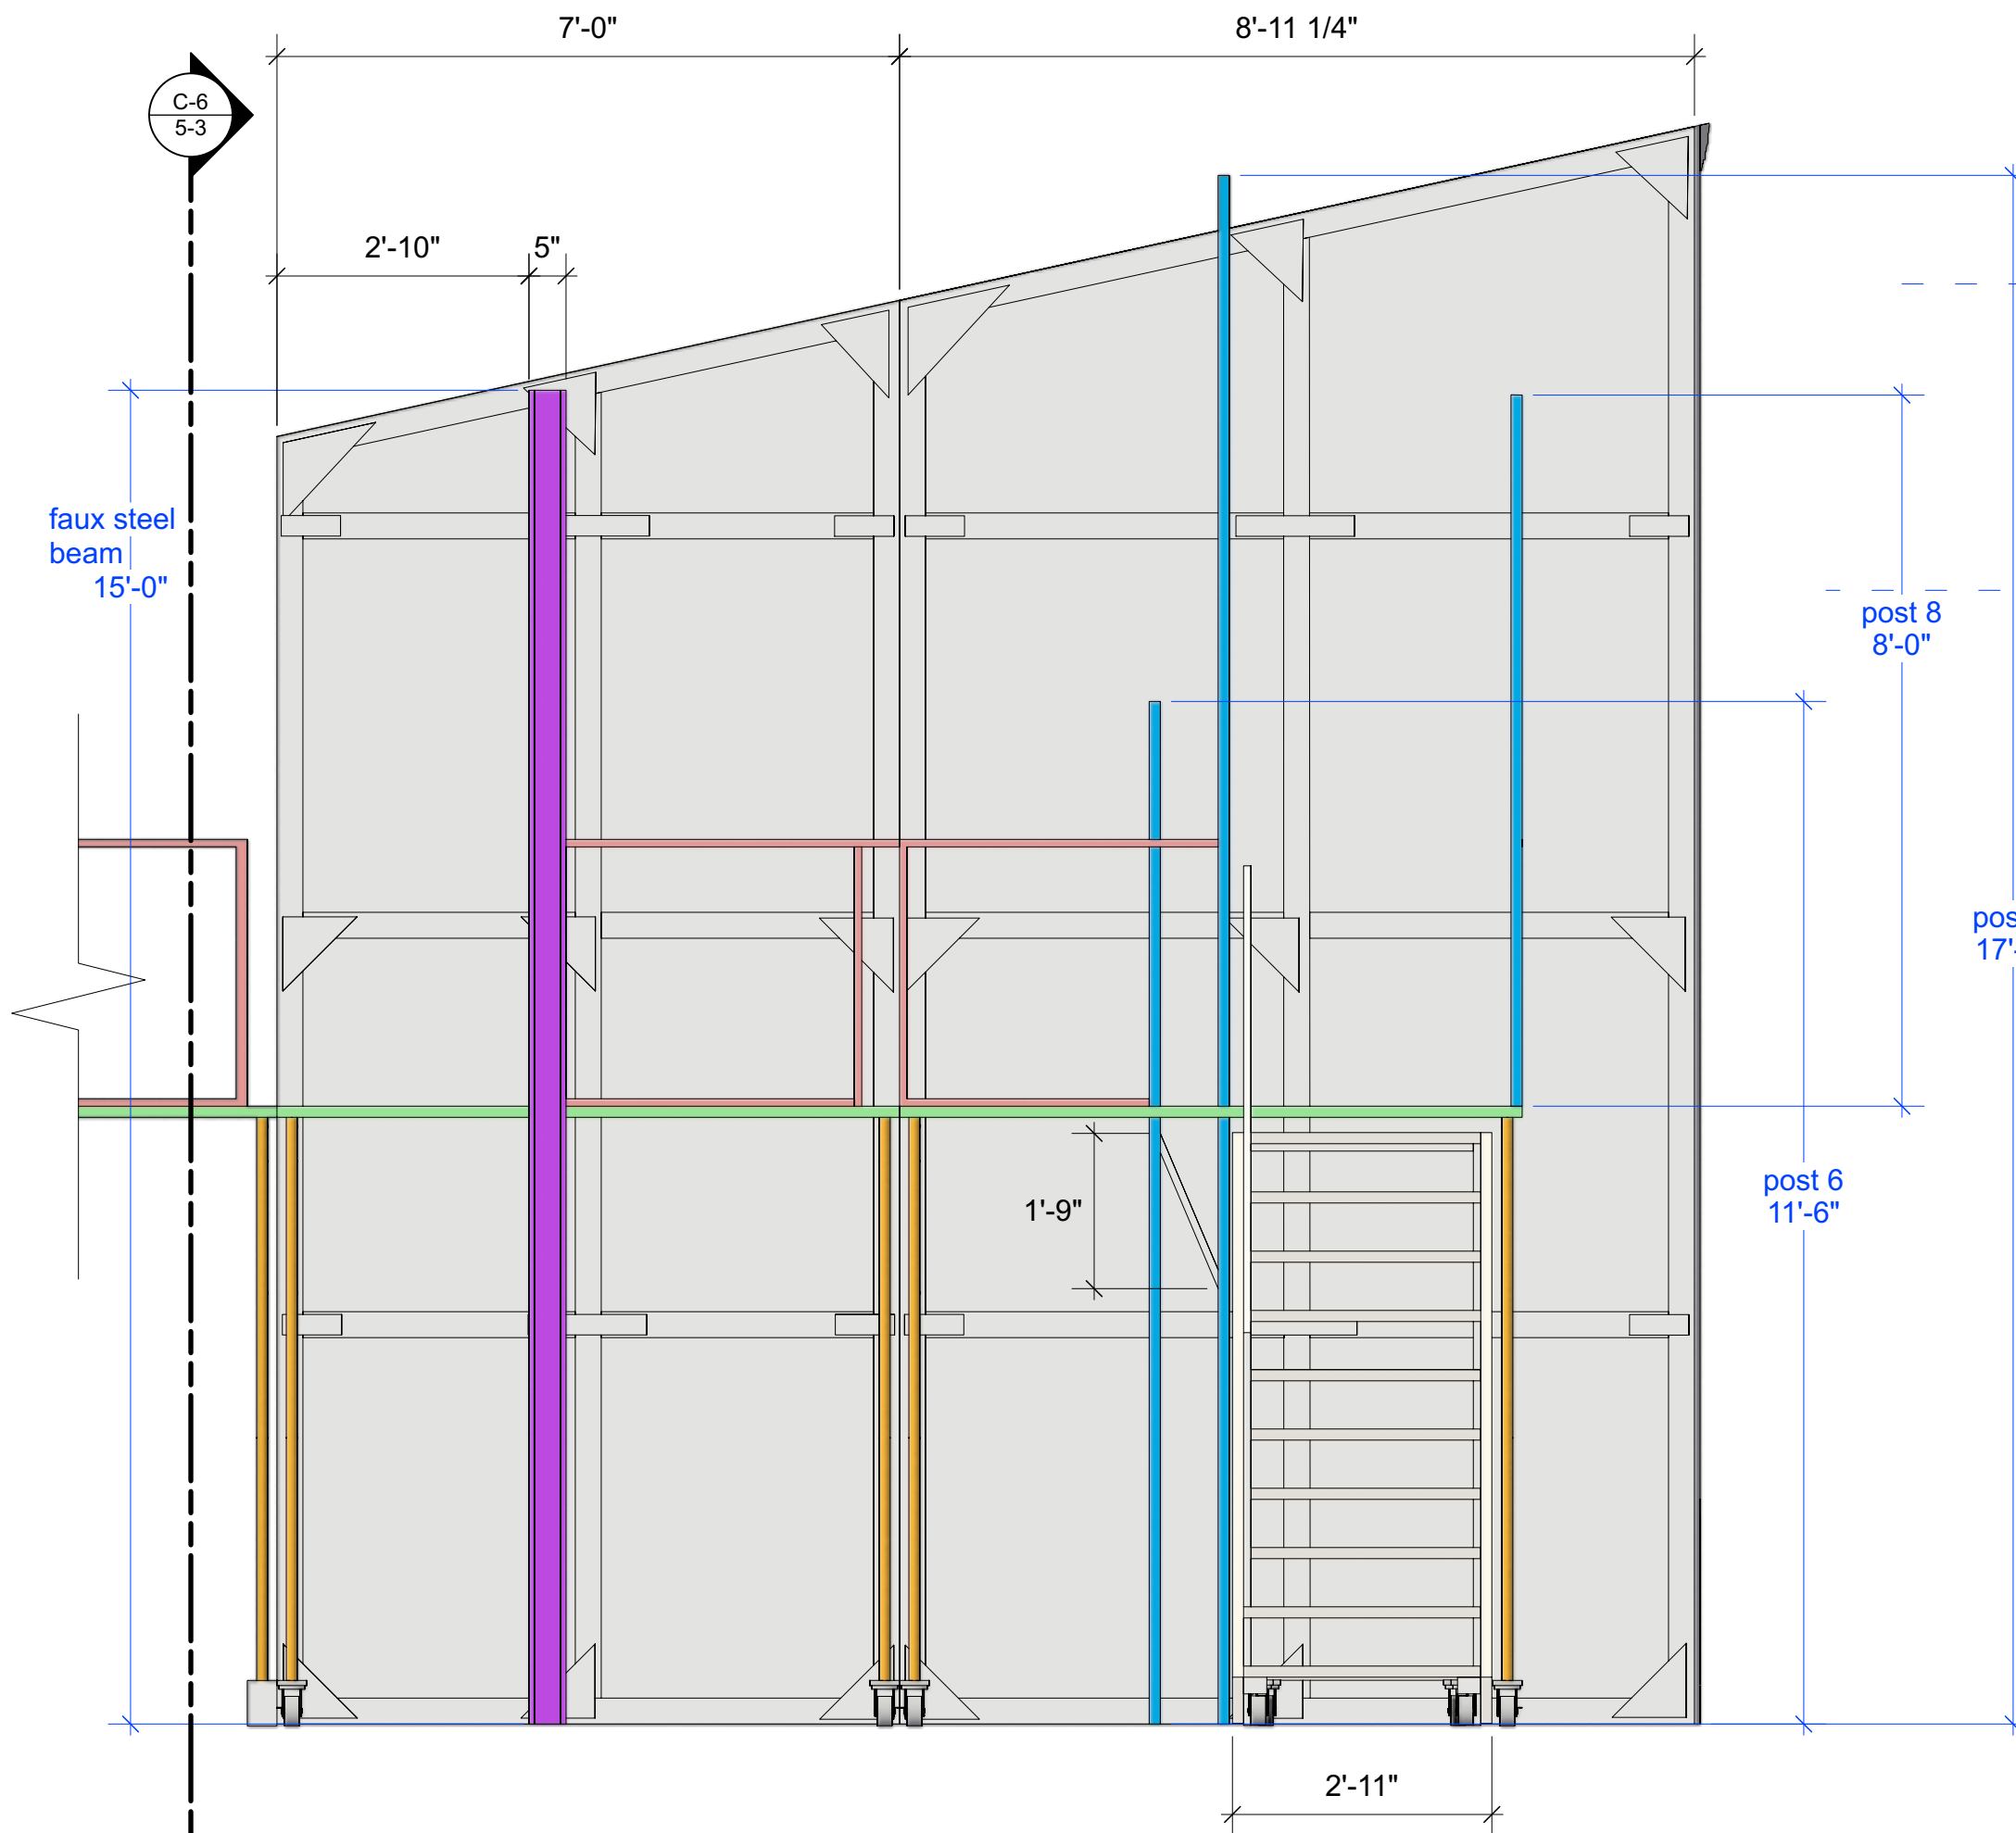 7'-0"
8'-11 1/4"
C-6
5-3
2'-10"
5"
faux steel
beam
15'-0"
post 8
8'-0"
post 6
11'-6"
1'-9"
2'-11"